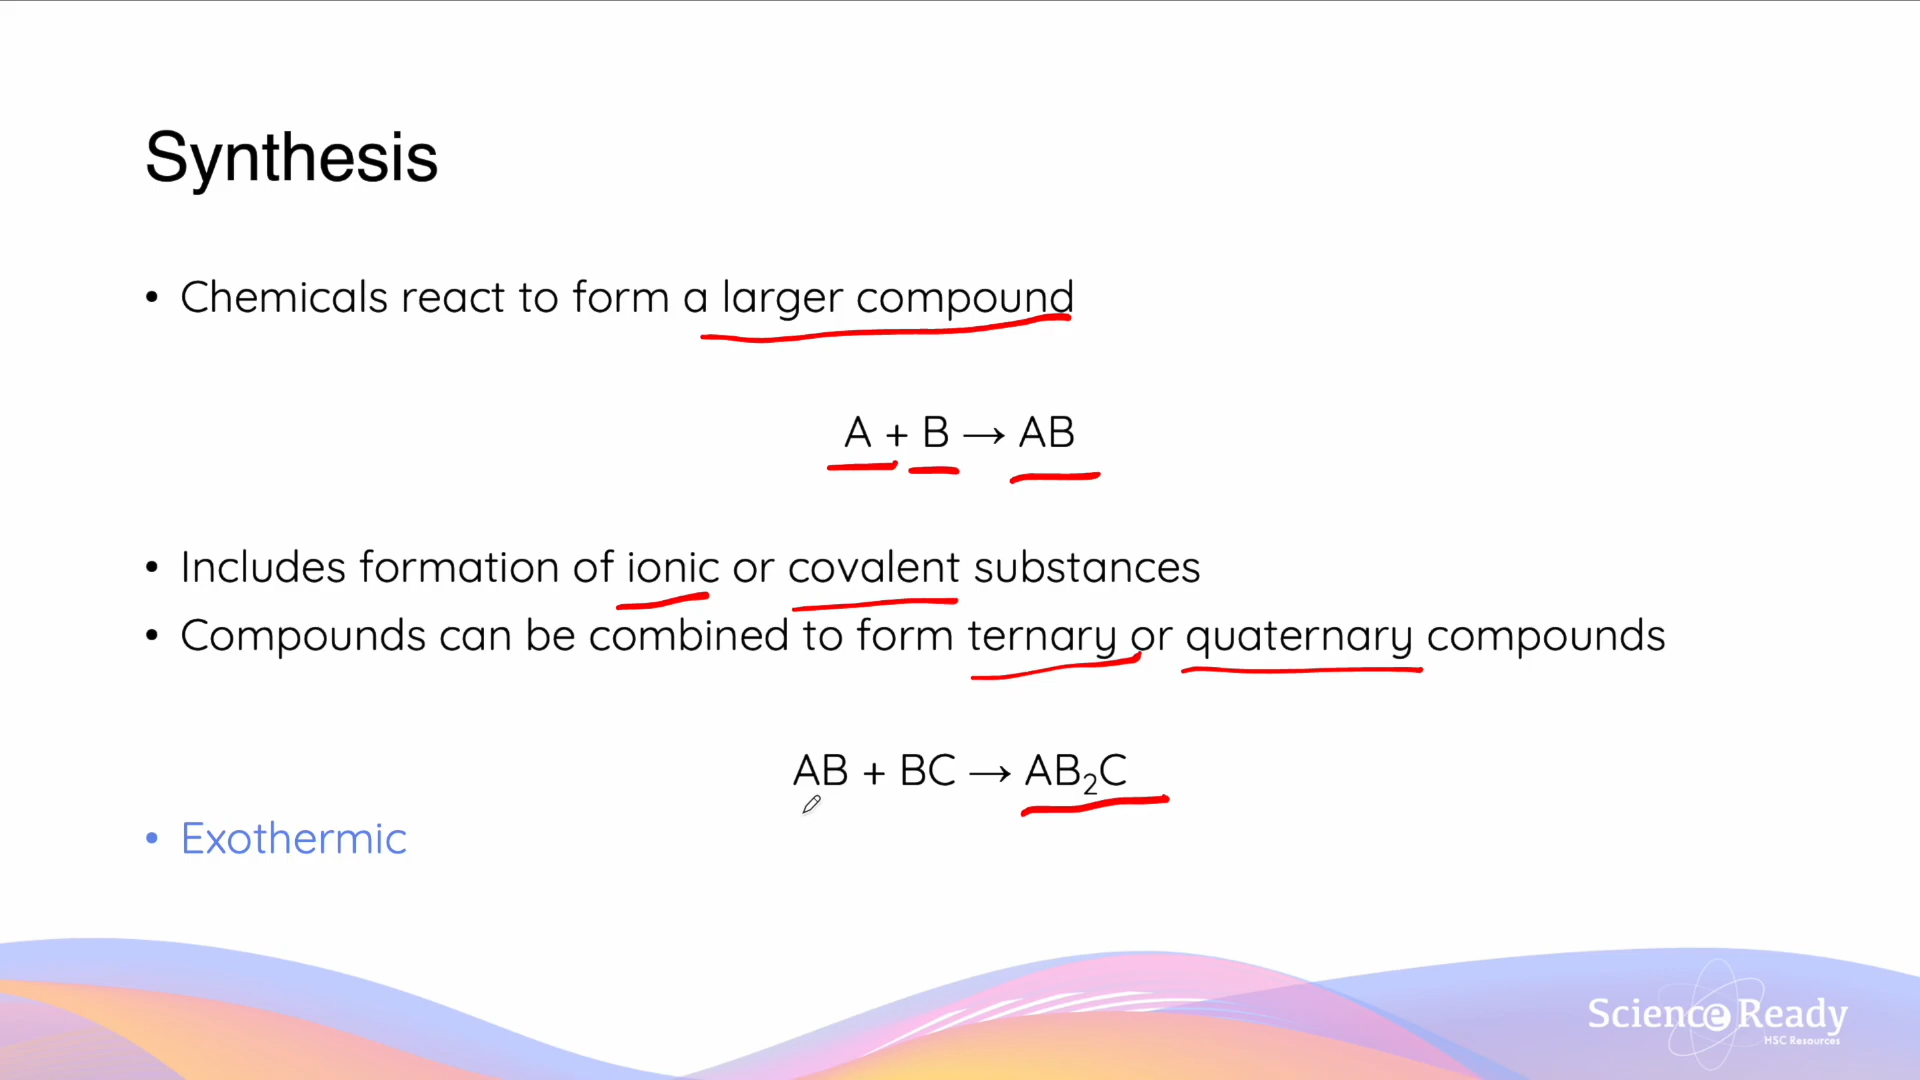 Synthesis
• Chemicals react to form a larger compound
A + B → AB
• Includes formation of ionic or covalent substances
• Compounds can be combined to form ternary or quaternary compounds
AB + BC → AB₂C
• Exothermic
Science Ready
HSC Resources